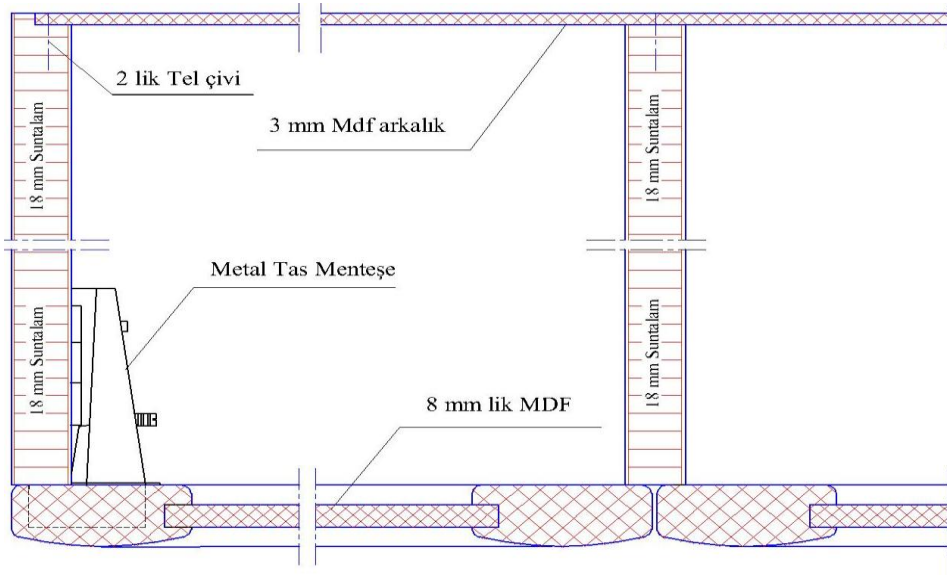 2 lik Tel çivi
3 mm Mdf arkalık
18 mm Suntalam
18 mm Suntalam
Metal Tas Menteşe
18 mm Suntalam
18 mm Suntalam
8 mm lik MDF